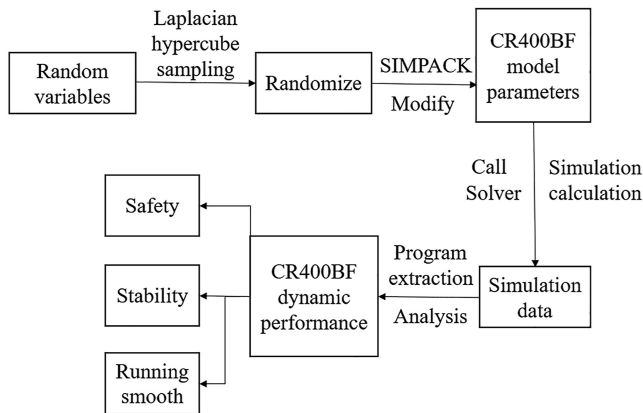 Random
variables
Laplacian
hypercube
sampling
Randomize
SIMPACK
Modify
CR400BF
model
parameters
Call
Solver
Simulation
calculation
Simulation
data
Program
extraction
Analysis
CR400BF
dynamic
performance
Safety
Stability
Running
smooth